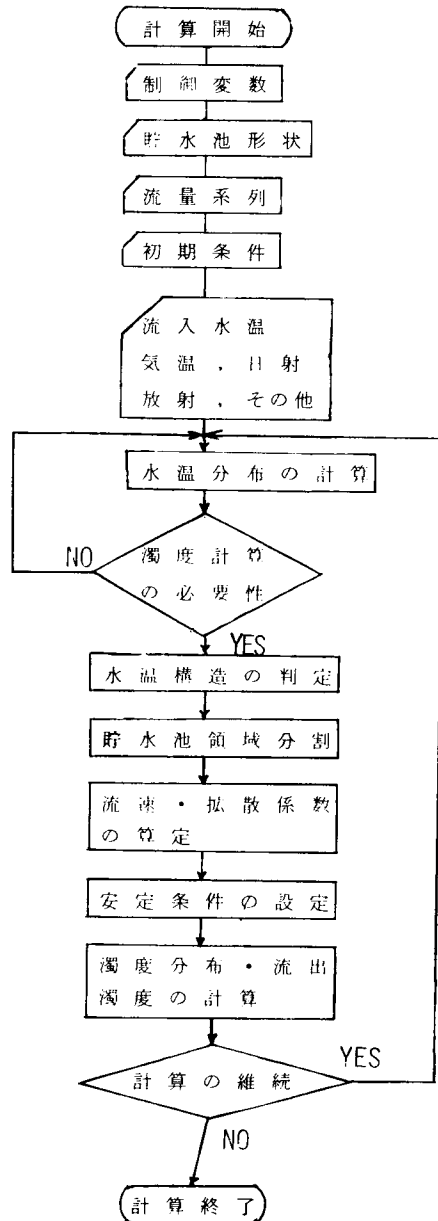 計算開始
制御変数
貯水池形状
流量系列
初期条件
流入水温
気温，日射
放射，その他
水温分布の計算
濁度計算
の必要性
NO
YES
水温構造の判定
貯水池領域分割
流速・拡散係数
の算定
安定条件の設定
濁度分布・流出
濁度の計算
計算の維続
YES
NO
計算終了